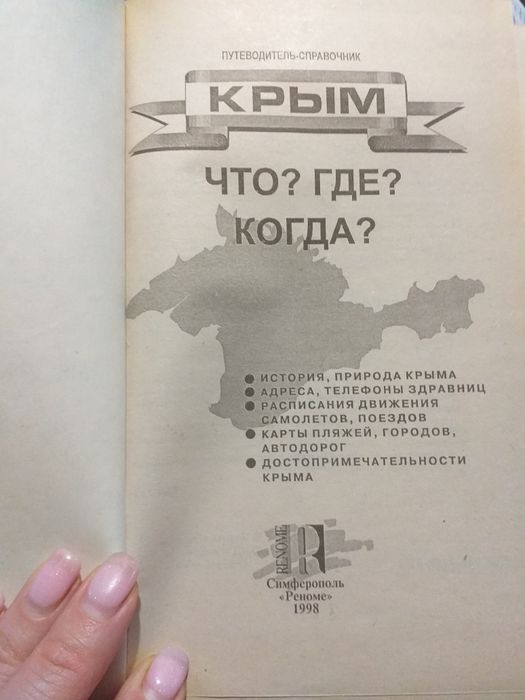 ПУТЕВОДИТЕЛЬ-СПРАВОЧНИК
КРЫМ
ЧТО? ГДЕ?
КОГДА?
● ИСТОРИЯ, ПРИРОДА КРЫМА
● АДРЕСА, ТЕЛЕФОНЫ ЗДРАВНИЦ
● РАСПИСАНИЯ ДВИЖЕНИЯ
САМОЛЕТОВ, ПОЕЗДОВ
● КАРТЫ ПЛЯЖЕЙ, ГОРОДОВ,
АВТОДОРОГ
● ДОСТОПРИМЕЧАТЕЛЬНОСТИ
КРЫМА
RENOME
R
Симферополь
«Реноме»
1998